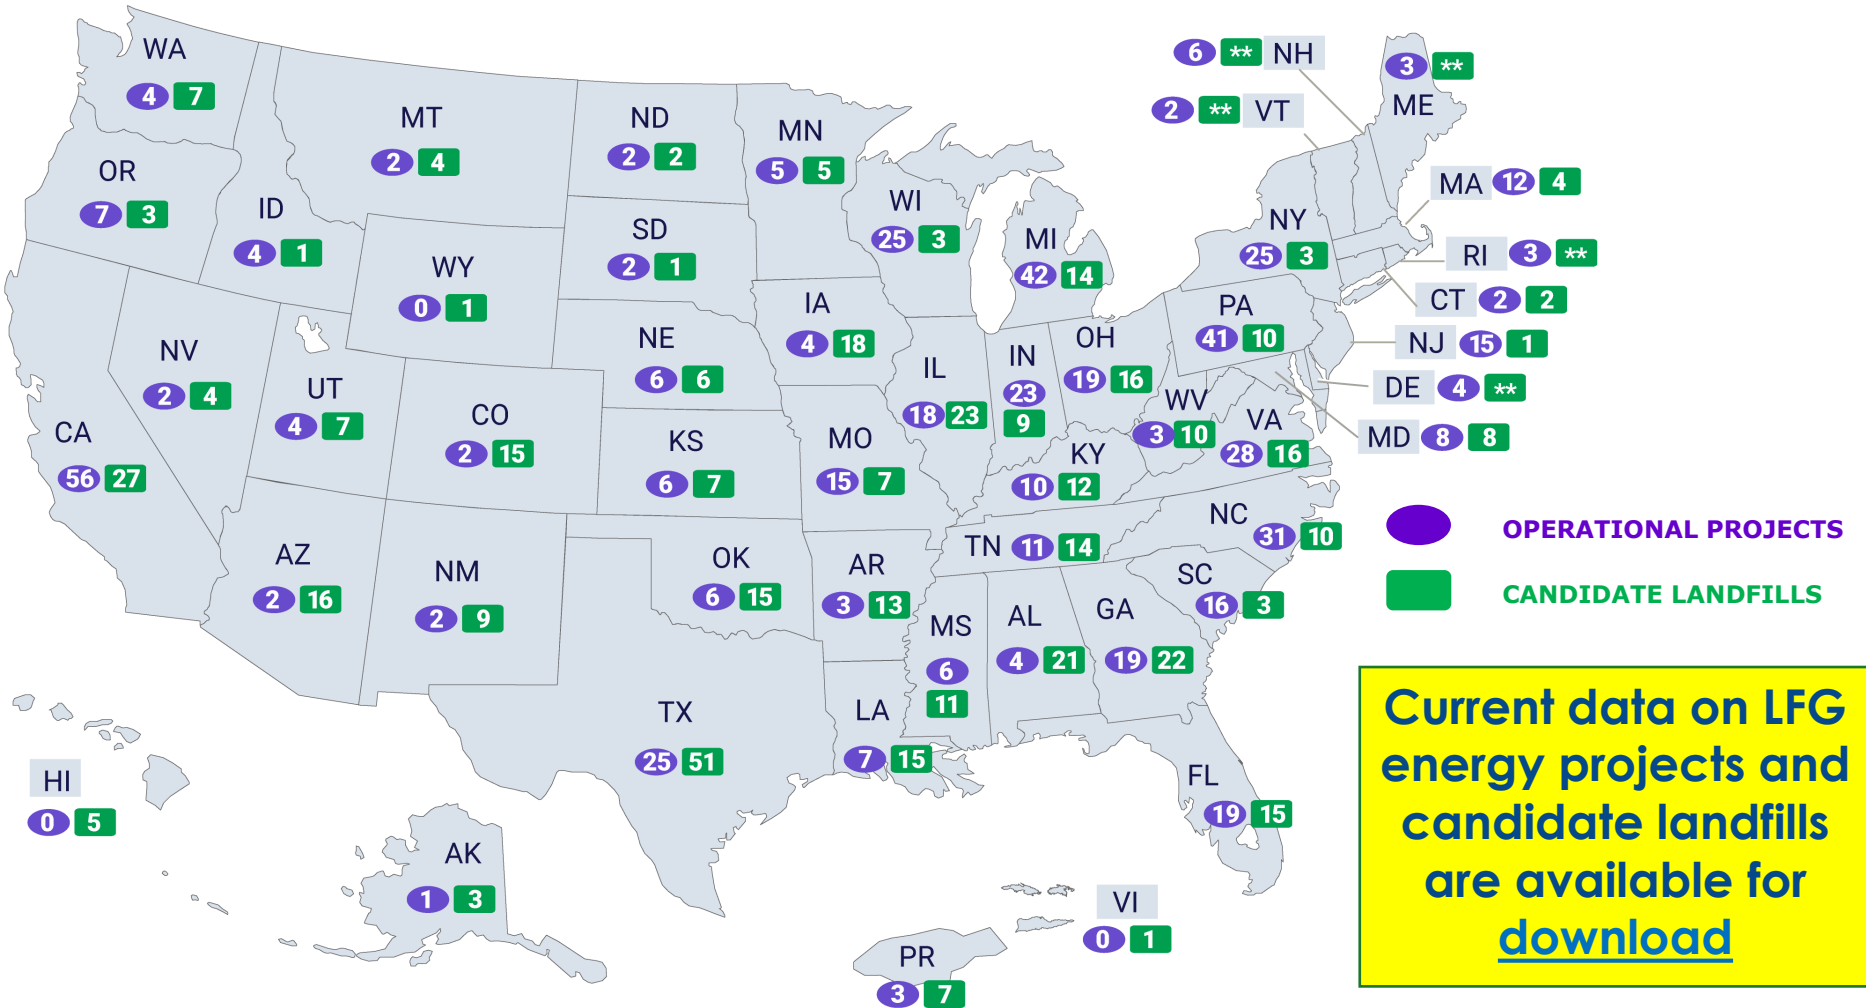 WA
4 7
OR
7 3
MT
2 4
ID
4 1
WY
0 1
ND
2 2
SD
2 1
MN
5 5
WI
25 3
MI
42 14
NV
2 4
UT
4 7
CA
56 27
CO
2 15
NE
6 6
KS
6 7
IA
4 18
MO
15 7
IL
18 23
IN
23
9
OH
19 16
KY
10 12
WV
3 10
VA
28 16
PA
41 10
NY
25 3
6 ** NH
2 ** VT
3 **
ME
MA 12 4
RI 3 **
CT 2 2
NJ 15 1
DE 4 **
MD 8 8
AZ
2 16
NM
2 9
OK
6 15
AR
3 13
TN 11 14
NC
31 10
SC
16 3
MS
6
11
AL
4 21
GA
19 22
TX
25 51
LA
7 15
FL
19 15
HI
0 5
AK
1 3
PR
3 7
VI
0 1
OPERATIONAL PROJECTS
CANDIDATE LANDFILLS
Current data on LFG
energy projects and
candidate landfills
are available for
download